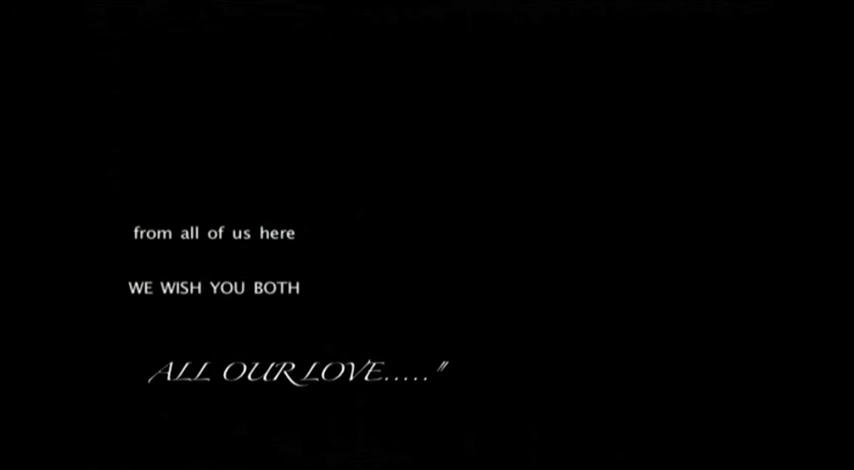 from all of us here
WE WISH YOU BOTH
ALL OUR LOVE....."